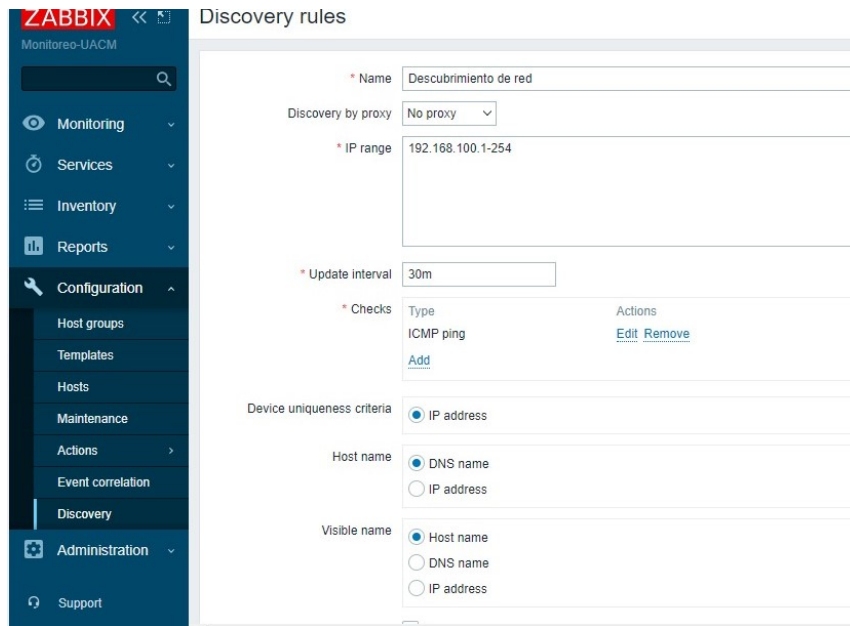 ZABBIX
Monitoreo-UACM
Monitoring
Services
Inventory
Reports
Configuration
Host groups
Templates
Hosts
Maintenance
Actions
Event correlation
Discovery
Administration
Support
Discovery rules
* Name Descubrimiento de red
Discovery by proxy No proxy
* IP range 192.168.100.1-254
* Update interval 30m
* Checks Type Actions
ICMP ping Edit Remove
Add
Device uniqueness criteria IP address
Host name DNS name
IP address
Visible name Host name
DNS name
IP address